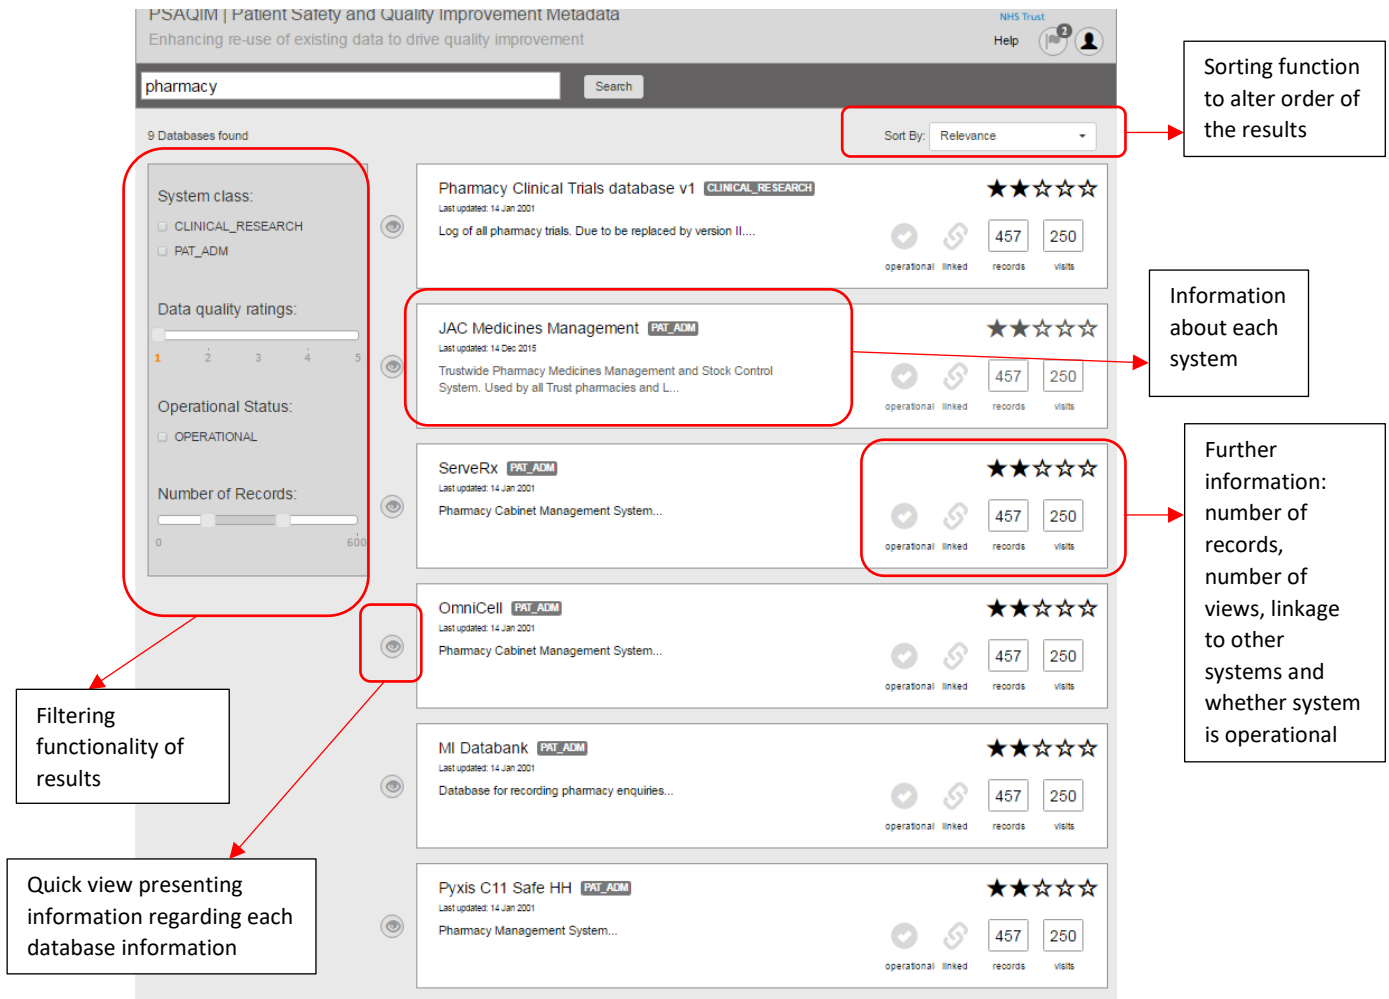 PSAQIM | Patient Safety and Quality Improvement Metadata
Enhancing re-use of existing data to drive quality improvement
NHS Trust
Help
2
pharmacy
Search
9 Databases found
Sort By:
Relevance
Sorting function
to alter order of
the results
System class:
CLINICAL_RESEARCH
PAT_ADM
Data quality ratings:
1 2 3 4 5
Operational Status:
OPERATIONAL
Number of Records:
0 600
Pharmacy Clinical Trials database v1 CLINICAL_RESEARCH
Last updated: 14 Jan 2001
Log of all pharmacy trials. Due to be replaced by version II....
457 250
operational linked records visits
JAC Medicines Management PAT_ADM
Last updated: 14 Dec 2015
Trustwide Pharmacy Medicines Management and Stock Control
System. Used by all Trust pharmacies and L...
457 250
operational linked records visits
Information
about each
system
ServeRx PAT_ADM
Last updated: 14 Jan 2001
Pharmacy Cabinet Management System...
457 250
operational linked records visits
Further
information:
number of
records,
number of
views, linkage
to other
systems and
whether system
is operational
OmniCell PAT_ADM
Last updated: 14 Jan 2001
Pharmacy Cabinet Management System...
457 250
operational linked records visits
Filtering
functionality of
results
MI Databank PAT_ADM
Last updated: 14 Jan 2001
Database for recording pharmacy enquiries...
457 250
operational linked records visits
Quick view presenting
information regarding each
database information
Pyxis C11 Safe HH PAT_ADM
Last updated: 14 Jan 2001
Pharmacy Management System...
457 250
operational linked records visits